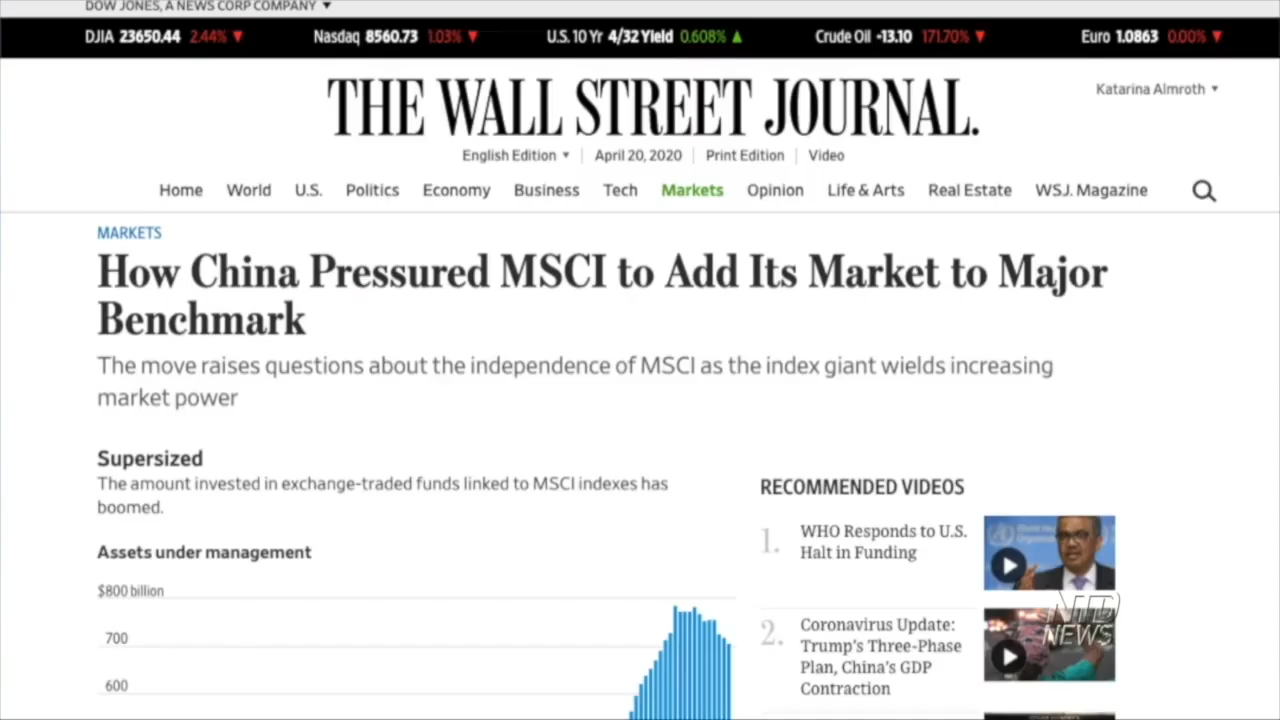 DOW JONES, A NEWS CORP COMPANY ▼
DJIA 23650.44 2.44% ▼ Nasdaq 8560.73 1.03% ▼ U.S. 10 Yr 4/32 Yield 0.608% ▲ Crude Oil -13.10 171.70% ▼ Euro 1.0863 0.00% ▼
THE WALL STREET JOURNAL.
Katarina Almroth ▾
English Edition ▾ | April 20, 2020 | Print Edition | Video
Home World U.S. Politics Economy Business Tech Markets Opinion Life & Arts Real Estate WSJ. Magazine
MARKETS
How China Pressured MSCI to Add Its Market to Major
Benchmark
The move raises questions about the independence of MSCI as the index giant wields increasing
market power
Supersized
The amount invested in exchange-traded funds linked to MSCI indexes has
boomed.
Assets under management
$800 billion
700
600
RECOMMENDED VIDEOS
1. WHO Responds to U.S.
Halt in Funding
2. Coronavirus Update:
Trump's Three-Phase
Plan, China's GDP
Contraction
NTD
NEWS